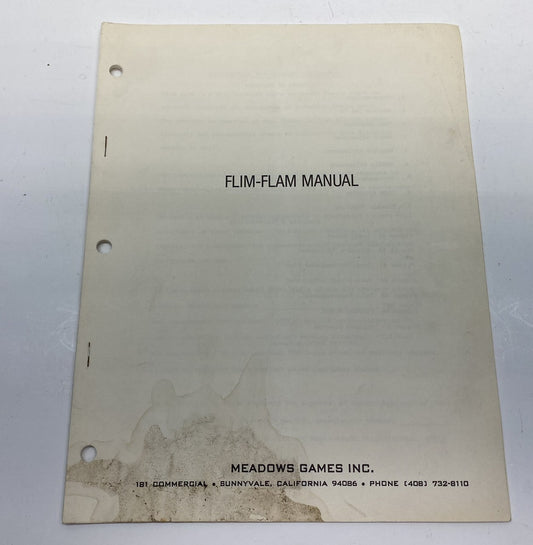 FLIM-FLAM MANUAL
MEADOWS GAMES INC.
181 COMMERCIAL • SUNNYVALE, CALIFORNIA 94086 • PHONE (408) 732-8110